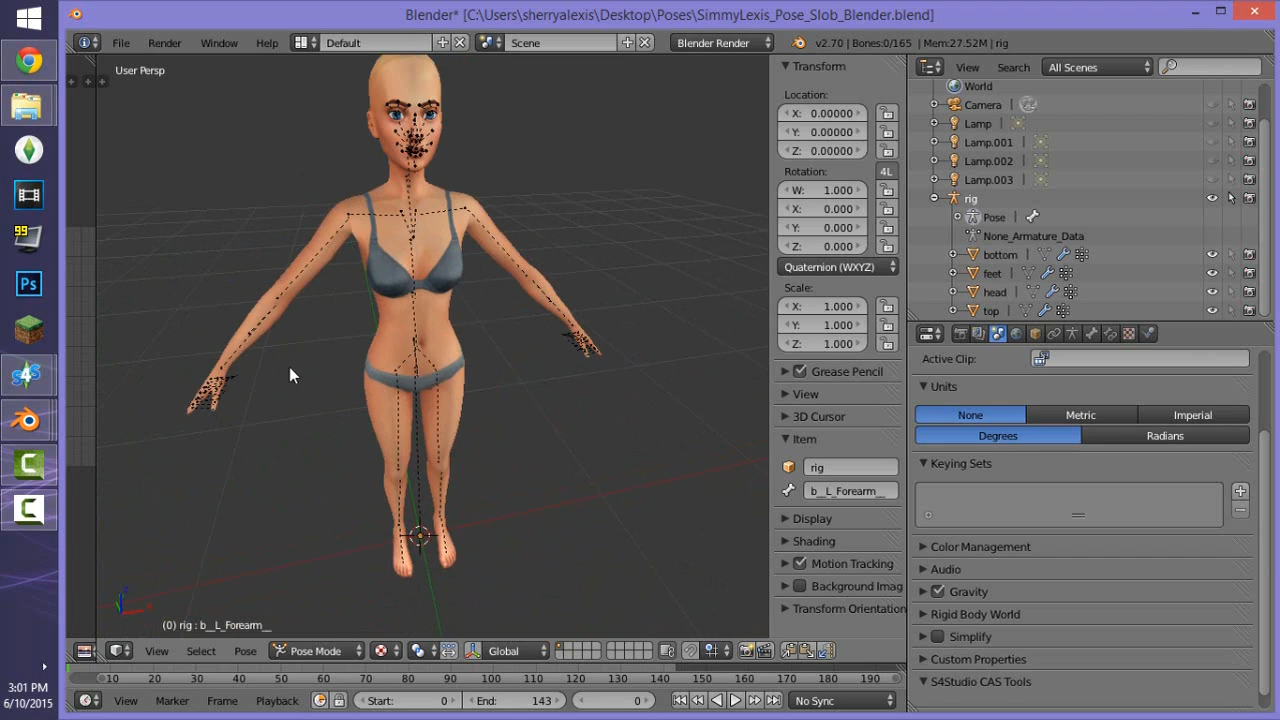 Blender* [C:\Users\sherryalexis\Desktop\Poses\SimmyLexis_Pose_Slob_Blender.blend]
File Render Window Help Default Scene Blender Render v2.70 | Bones:0/165 | Mem:27.52M | rig
User Persp
Transform
Location:
X: 0.00000
Y: 0.00000
Z: 0.00000
Rotation: 4L
W: 1.000
X: 0.000
Y: 0.000
Z: 0.000
Quaternion (WXYZ)
Scale:
X: 1.000
Y: 1.000
Z: 1.000
Grease Pencil
View
3D Cursor
Item
rig
b__L_Forearm__
Display
Shading
Motion Tracking
Background Imag
Transform Orientation
View Search All Scenes
World
Camera
Lamp
Lamp.001
Lamp.002
Lamp.003
rig
Pose
None_Armature_Data
bottom
feet
head
top
Active Clip:
Units
None Metric Imperial
Degrees Radians
Keying Sets
Color Management
Audio
Gravity
Rigid Body World
Simplify
Custom Properties
S4Studio CAS Tools
(0) rig : b__L_Forearm__
View Select Pose Pose Mode Global
10 20 30 40 50 60 70 80 90 100 110 120 130 140 150 160 170 180 190
View Marker Frame Playback Start: 0 End: 143 0 No Sync
99
Ps
S4
3:01 PM
6/10/2015